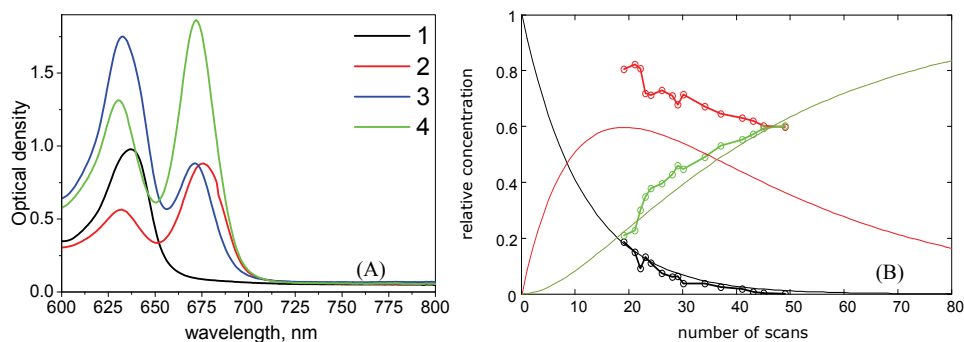 Optical density
1.5
1.0
0.5
0.0
600 625 650 675 700 725 750 775 800
wavelength, nm
1
2
3
4
(A)
relative concentration
1
0.8
0.6
0.4
0.2
0
0 10 20 30 40 50 60 70 80
number of scans
(B)